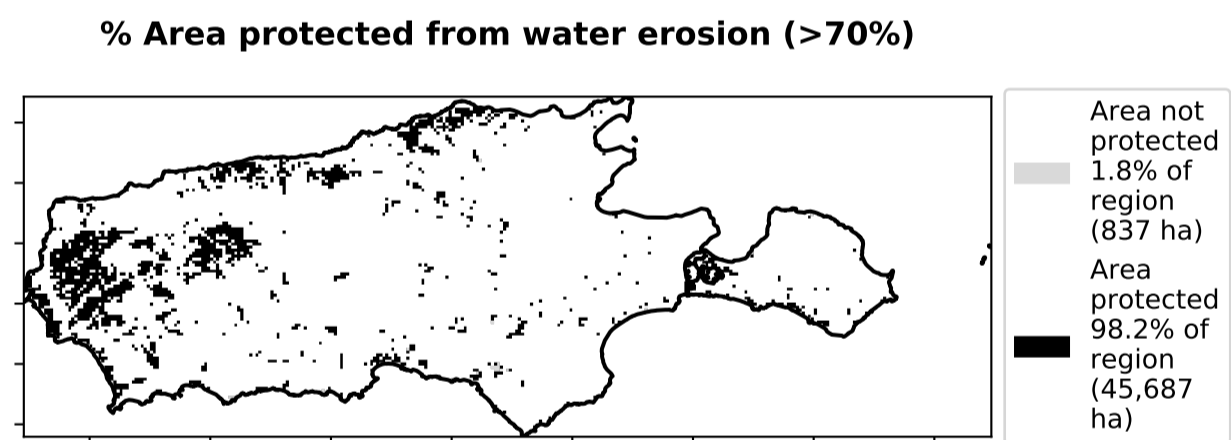 % Area protected from water erosion (>70%)
Area not
protected
1.8% of
region
(837 ha)
Area
protected
98.2% of
region
(45,687
ha)